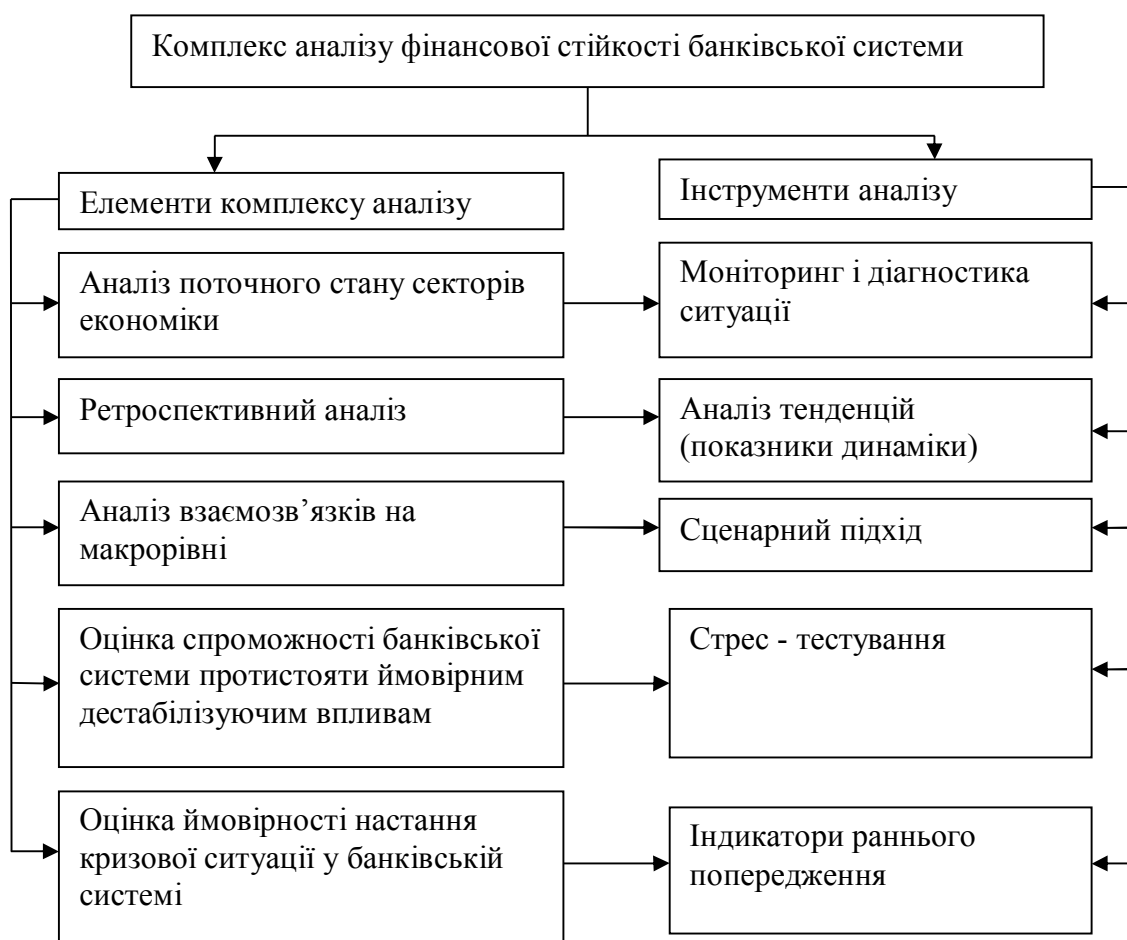 Комплекс аналізу фінансової стійкості банківської системи
Елементи комплексу аналізу
Інструменти аналізу
Аналіз поточного стану секторів
економіки
Моніторинг і діагностика
ситуації
Ретроспективний аналіз
Аналіз тенденцій
(показники динаміки)
Аналіз взаємозв’язків на
макрорівні
Сценарний підхід
Оцінка спроможності банківської
системи протистояти ймовірним
дестабілізуючим впливам
Стрес - тестування
Оцінка ймовірності настання
кризової ситуації у банківській
системі
Індикатори раннього
попередження